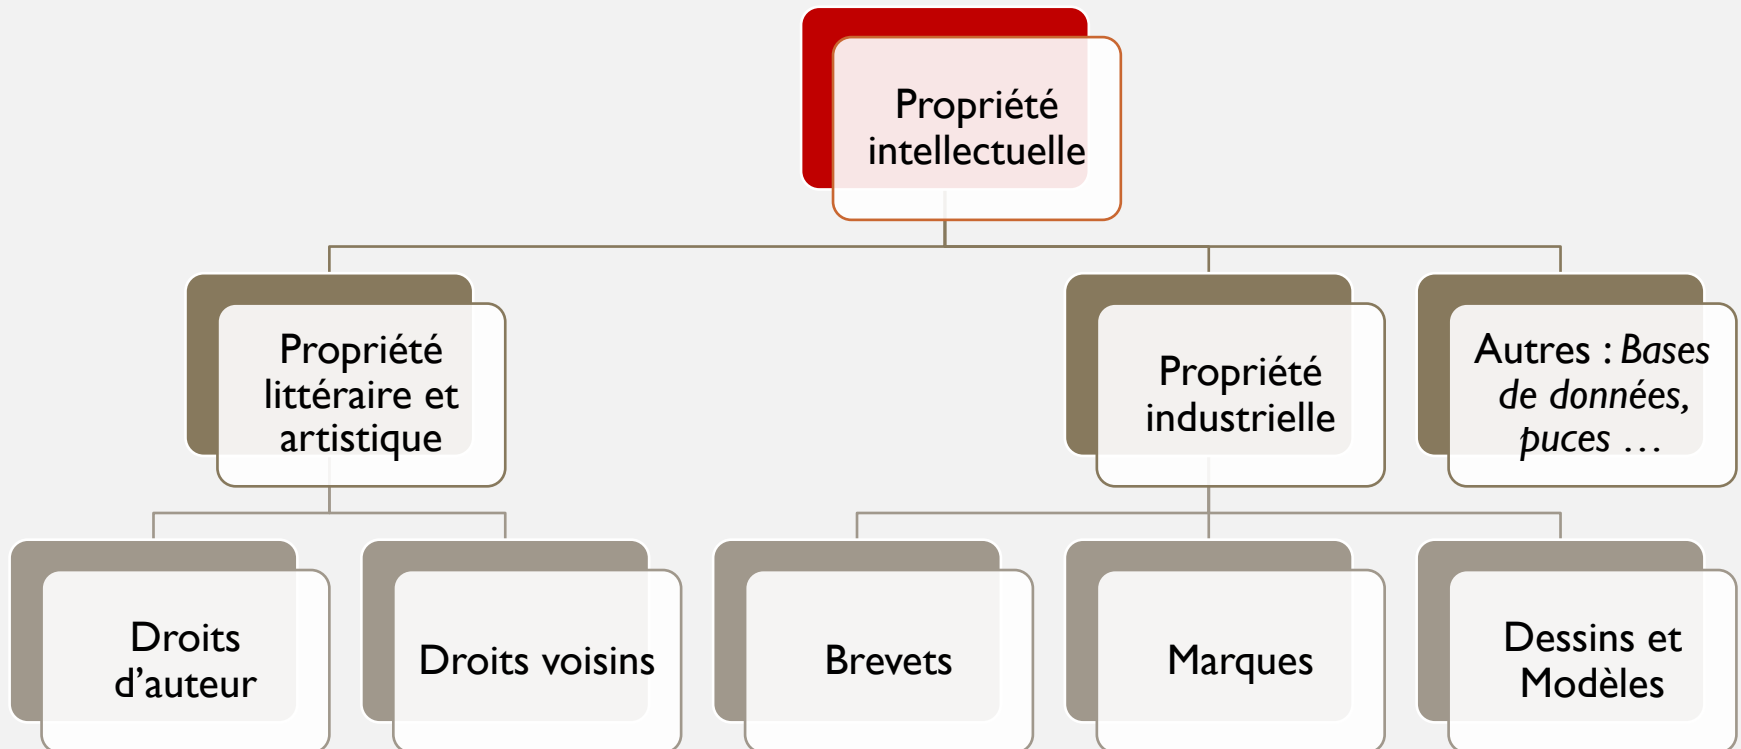 Propriété
intellectuelle
Propriété
littéraire et
artistique
Propriété
industrielle
Autres : Bases
de données,
puces …
Droits
d’auteur
Droits voisins
Brevets
Marques
Dessins et
Modèles